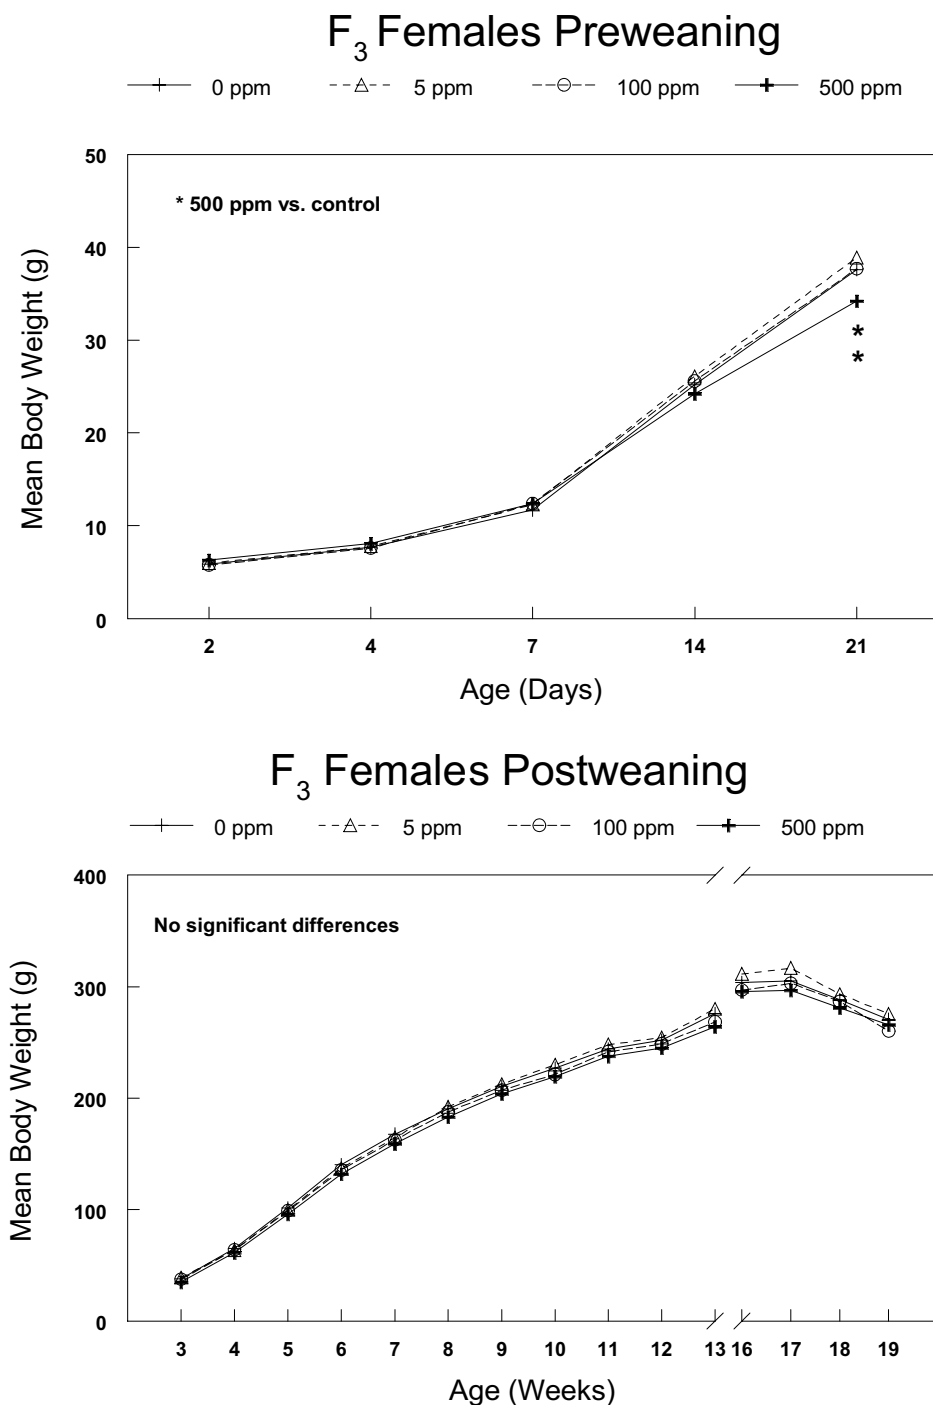 F3 Females Preweaning
0 ppm 5 ppm 100 ppm 500 ppm
50
* 500 ppm vs. control
40
30
20
10
0
Mean Body Weight (g)
*
*
2 4 7 14 21
Age (Days)
F3 Females Postweaning
0 ppm 5 ppm 100 ppm 500 ppm
400
No significant differences
300
200
100
0
Mean Body Weight (g)
3 4 5 6 7 8 9 10 11 12 13 16 17 18 19
Age (Weeks)